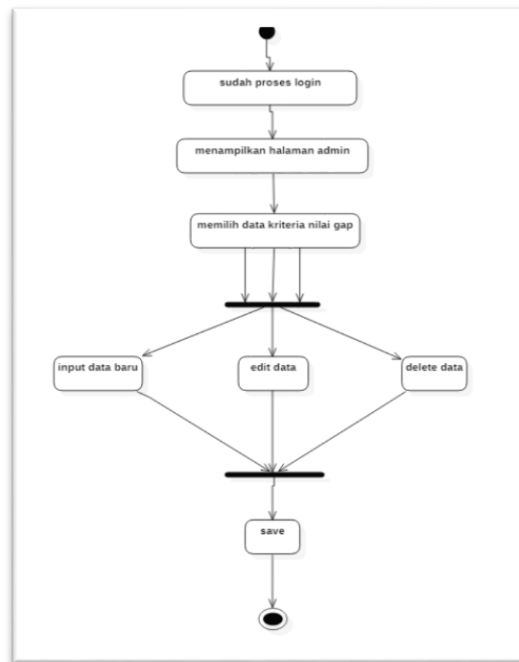 sudah proses login
menampilkan halaman admin
memilih data kriteria nilai gap
input data baru
edit data
delete data
save